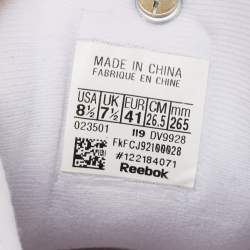 MADE IN CHINA
FABRIQUE EN CHINE
USA UK EUR CM mm
8½ 7½ 41 26.5 265
023501 119 DV9928
FKFCJ92100028
#122184071
Reebok